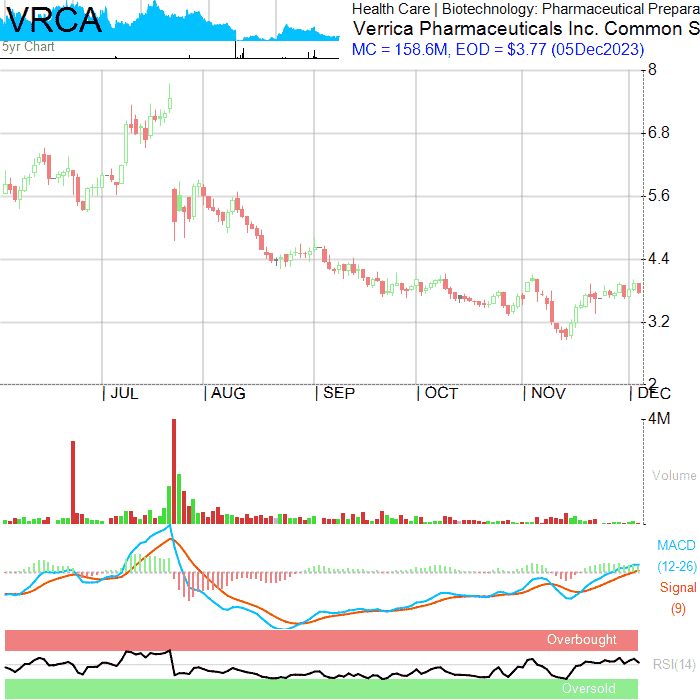 VRCA
5yr Chart
Health Care | Biotechnology: Pharmaceutical Prepara
Verrica Pharmaceuticals Inc. Common S
MC = 158.6M, EOD = $3.77 (05Dec2023)
8
6.8
5.6
4.4
3.2
2
| JUL | AUG | SEP | OCT | NOV | DEC
4M
Volume
MACD
(12-26)
Signal
(9)
Overbought
RSI(14)
Oversold